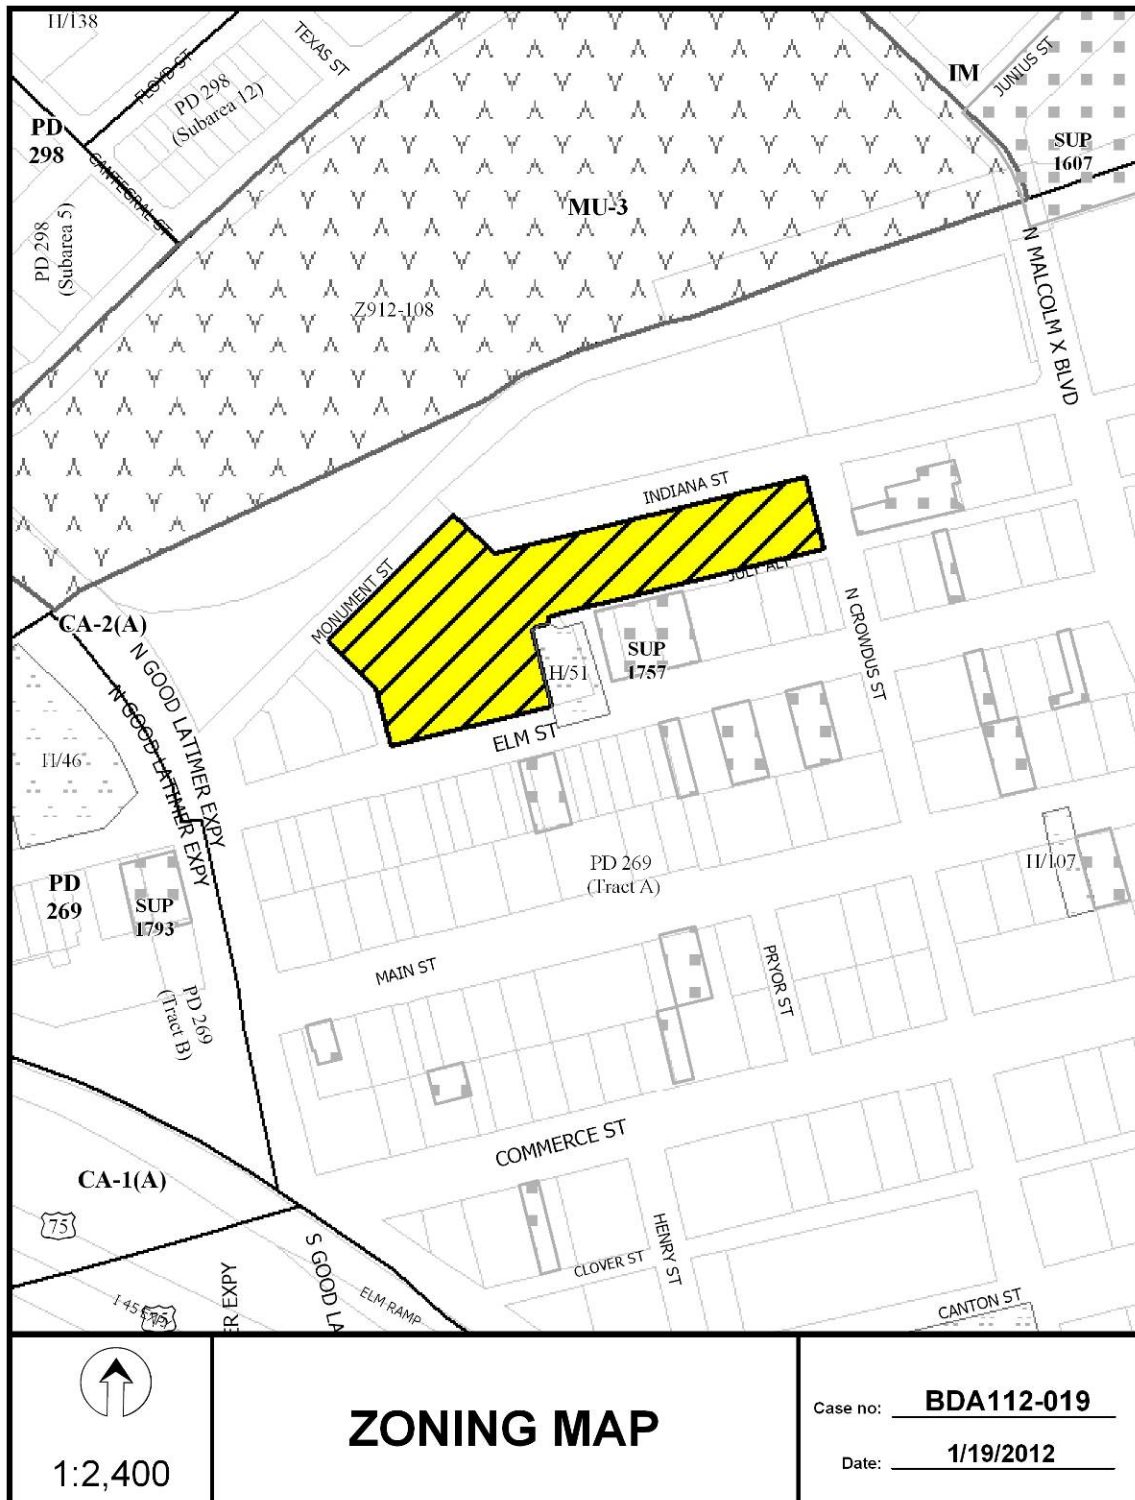 H/138
TEXAS ST
FLOYD ST
PD 298
(Subarea 12)
IM
JUNIUS ST
PD
298
SUP
1607
CANTEGRAL ST
MU-3
PD 298
(Subarea 5)
N MALCOLM X BLVD
Z912-108
INDIANA ST
JULY ALY
MONUMENT ST
CA-2(A)
N CROWDUS ST
N GOOD LATIMER EXPY
N GOOD LATIMER EXPY
SUP
1757
H/51
ELM ST
H/46
PD 269
(Tract A)
H/107
PD
269
SUP
1793
MAIN ST
PRYOR ST
PD 269
(Tract B)
COMMERCE ST
CA-1(A)
75
HENRY ST
S GOOD LA
CLOVER ST
ER EXPY
ELM RAMP
I 45 EXPY
CANTON ST
1:2,400
ZONING MAP
Case no: BDA112-019
Date: 1/19/2012